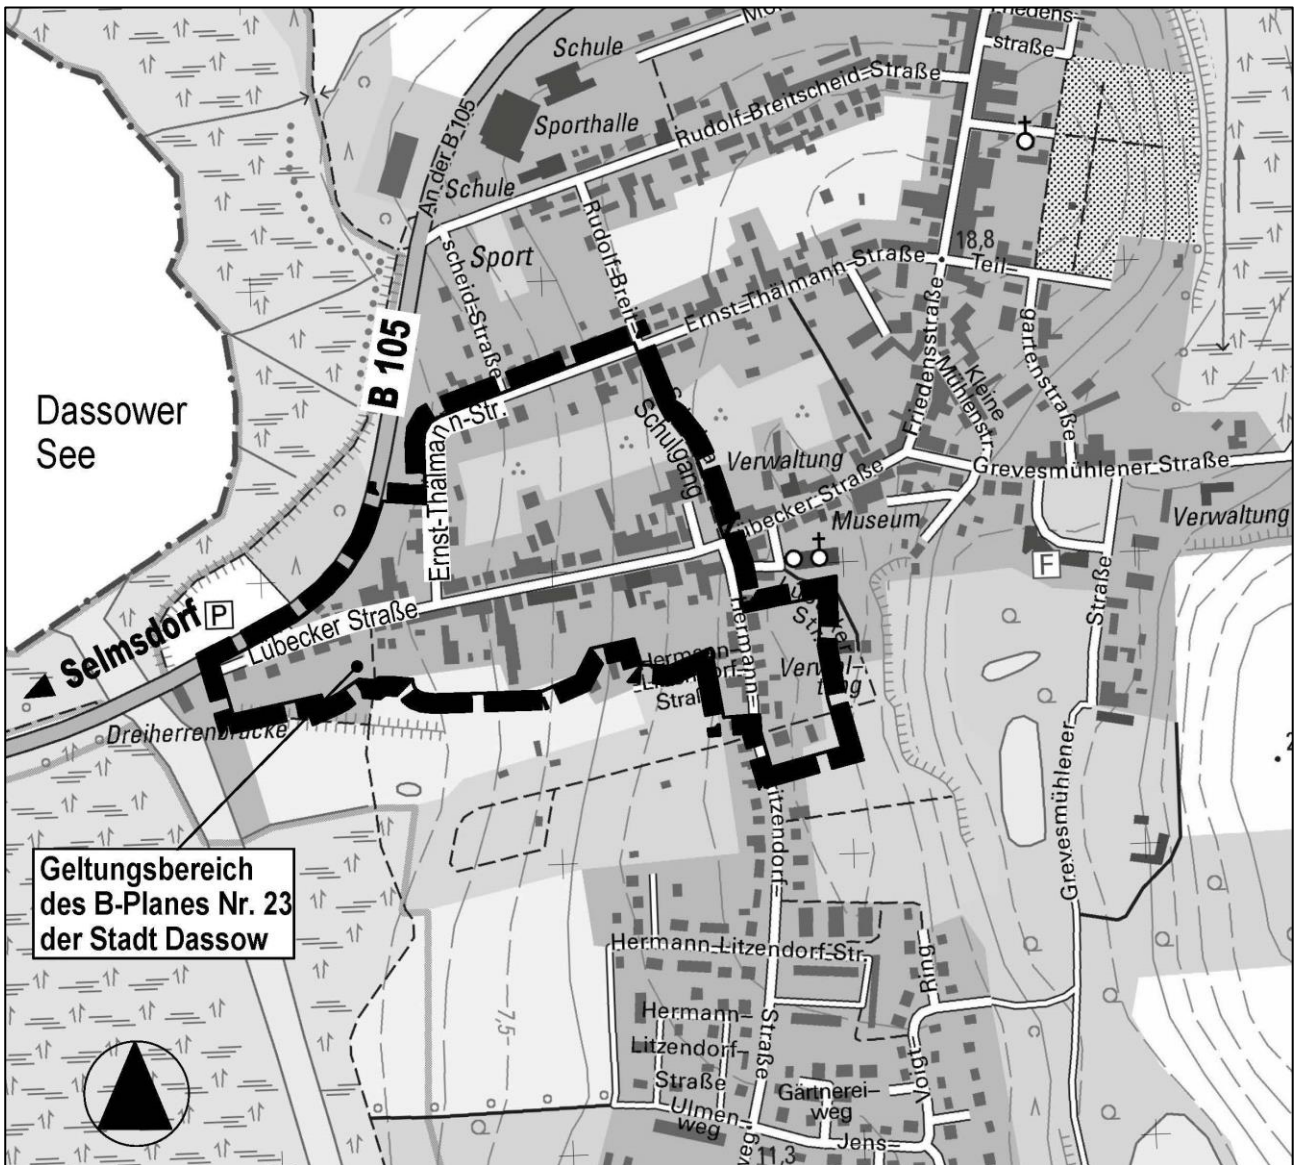 Friedens-
straße
Schule
Sporthalle
Rudolf-Breitscheid-Straße
An der B 105
Schule
Rudolf-Breit-
scheid-Straße
Sport
18,8
Teil-
gartenstraße
Ernst-Thälmann-Straße
Friedensstraße
B 105
Dassower
See
Kleine
Mühlenstr.
Ernst-Thälmann-Str.
Schulgang
Verwaltung
Grevesmühlener Straße
Lübecker Straße
Museum
Verwaltung
F
P
Selmsdorf
Lübecker Straße
Hermann-
Lübecker
Str.
Verwal-
tung
Hermann-
-Litzendorf-
Straße
Dreiherrenbrücke
Litzendorf-
Straße
Grevesmühlener
Straße
Geltungsbereich
des B-Planes Nr. 23
der Stadt Dassow
Hermann-Litzendorf-Str.
Ring
Voigt
7,5
Hermann-
Litzendorf-
Straße
Gärtnerei-
weg
Ulmen
weg
Jens-
11,3